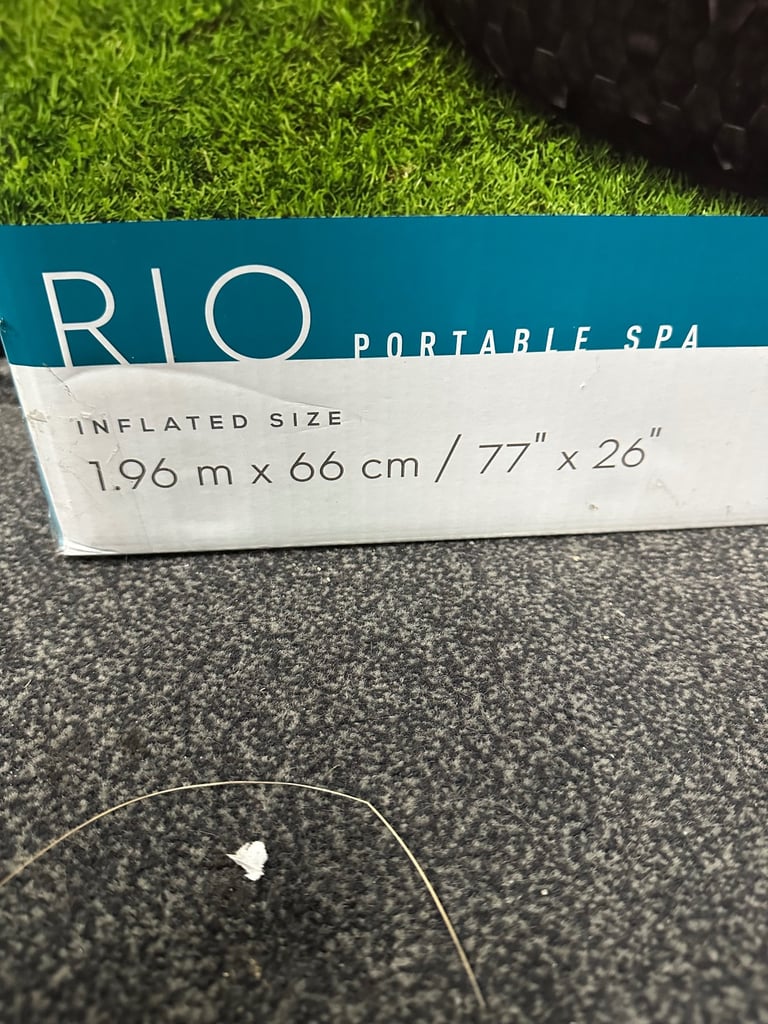 RIO PORTABLE SPA
INFLATED SIZE
1.96 m x 66 cm / 77" x 26"